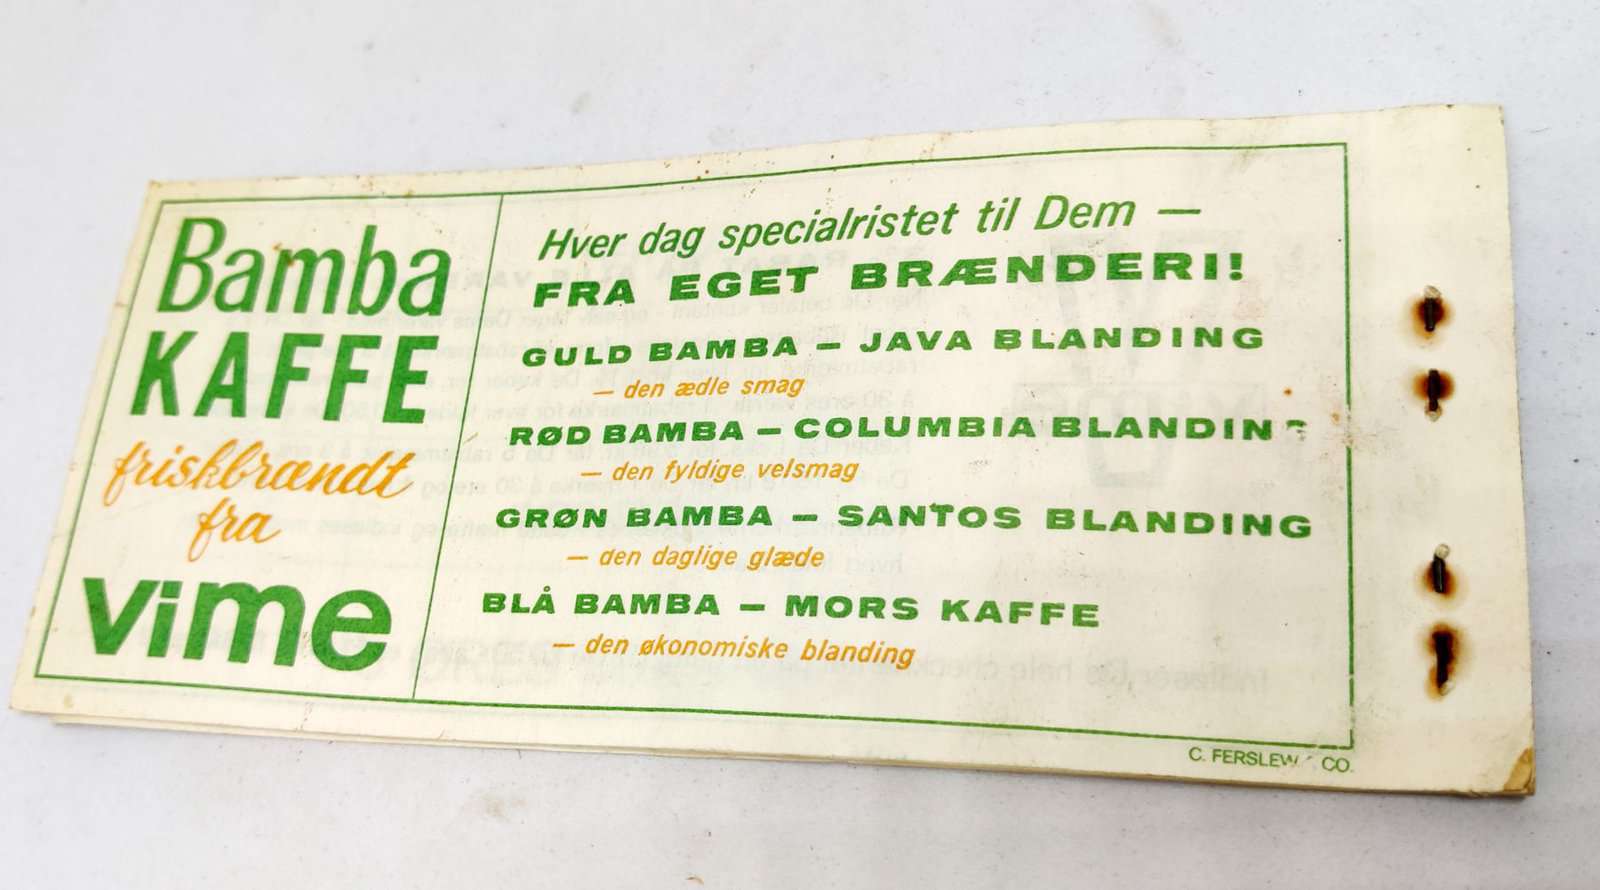 Bamba
KAFFE
friskbrændt
fra
vime
Hver dag specialristet til Dem —
FRA EGET BRÆNDERI!
GULD BAMBA — JAVA BLANDING
— den ædle smag
RØD BAMBA — COLUMBIA BLANDIN
— den fyldige velsmag
GRØN BAMBA — SANTOS BLANDING
— den daglige glæde
BLÅ BAMBA — MORS KAFFE
— den økonomiske blanding
C. FERSLEW CO.